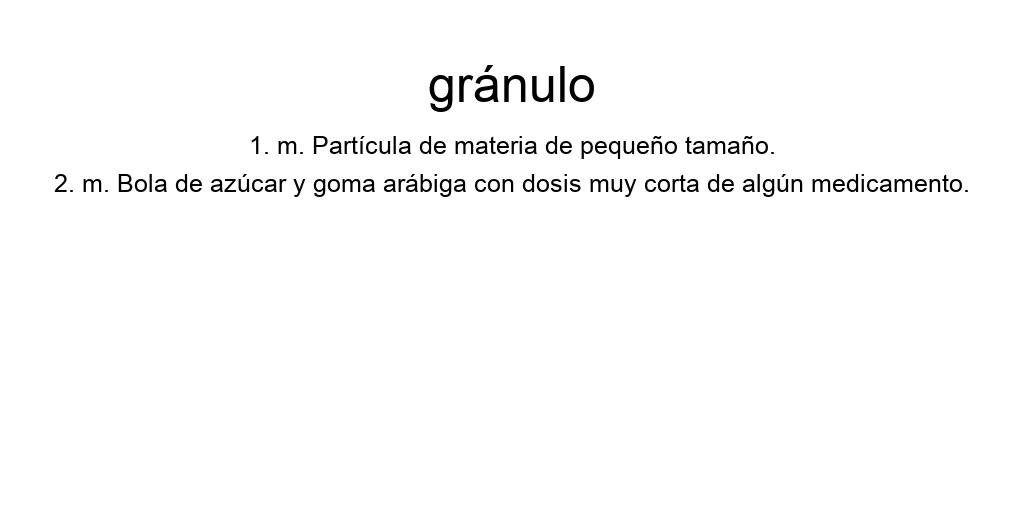 gránulo
1. m. Partícula de materia de pequeño tamaño.
2. m. Bola de azúcar y goma arábiga con dosis muy corta de algún medicamento.